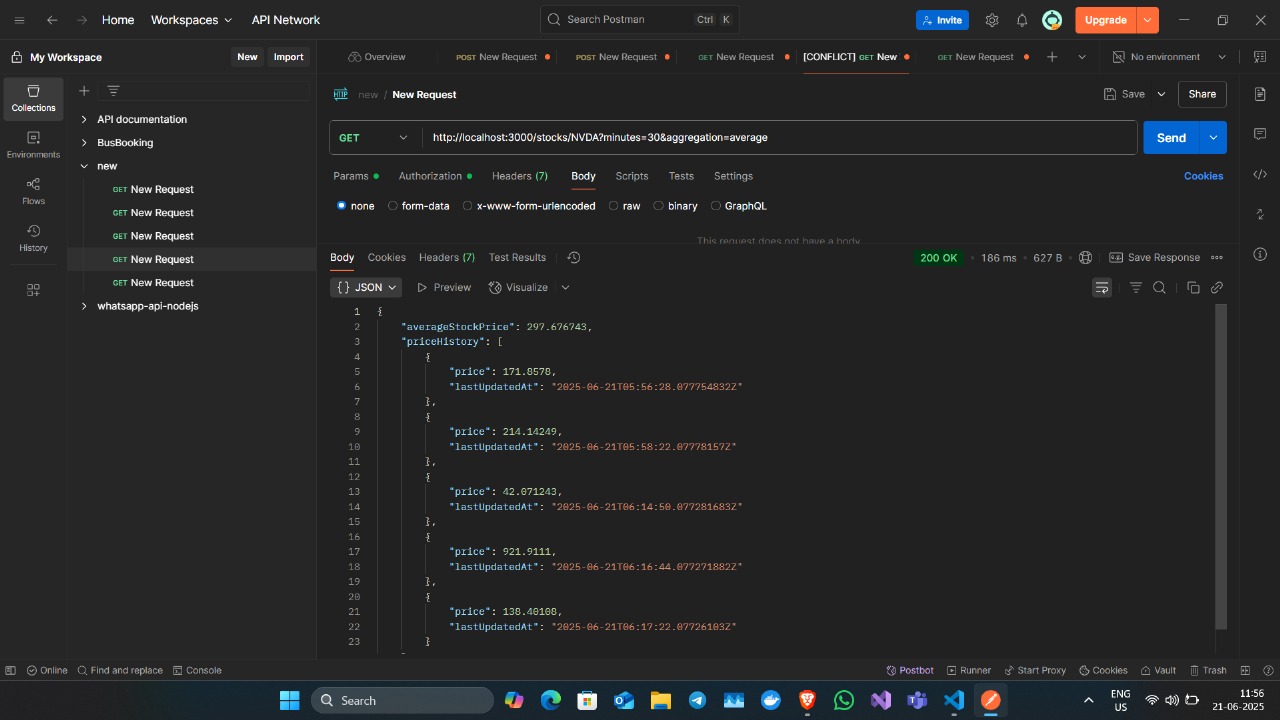 Home Workspaces API Network Search Postman Ctrl K Invite Upgrade
My Workspace New Import Overview POST New Request POST New Request GET New Request [CONFLICT] GET New GET New Request No environment
Collections
Environments
Flows
History
API documentation
BusBooking
new
GET New Request
GET New Request
GET New Request
GET New Request
GET New Request
whatsapp-api-nodejs
HTTP new / New Request Save Share
GET http://localhost:3000/stocks/NVDA?minutes=30&aggregation=average Send
Params Authorization Headers (7) Body Scripts Tests Settings Cookies
none form-data x-www-form-urlencoded raw binary GraphQL
This request does not have a body
Body Cookies Headers (7) Test Results 200 OK 186 ms 627 B Save Response
{} JSON Preview Visualize
1 {
2 "averageStockPrice": 297.676743,
3 "priceHistory": [
4 {
5 "price": 171.8578,
6 "lastUpdatedAt": "2025-06-21T05:56:28.077754832Z"
7 },
8 {
9 "price": 214.14249,
10 "lastUpdatedAt": "2025-06-21T05:58:22.07778157Z"
11 },
12 {
13 "price": 42.071243,
14 "lastUpdatedAt": "2025-06-21T06:14:50.077281683Z"
15 },
16 {
17 "price": 921.9111,
18 "lastUpdatedAt": "2025-06-21T06:16:44.077271882Z"
19 },
20 {
21 "price": 138.40108,
22 "lastUpdatedAt": "2025-06-21T06:17:22.07726103Z"
23 }
Online Find and replace Console Postbot Runner Start Proxy Cookies Vault Trash
Search ENG US 11:56 21-06-2025